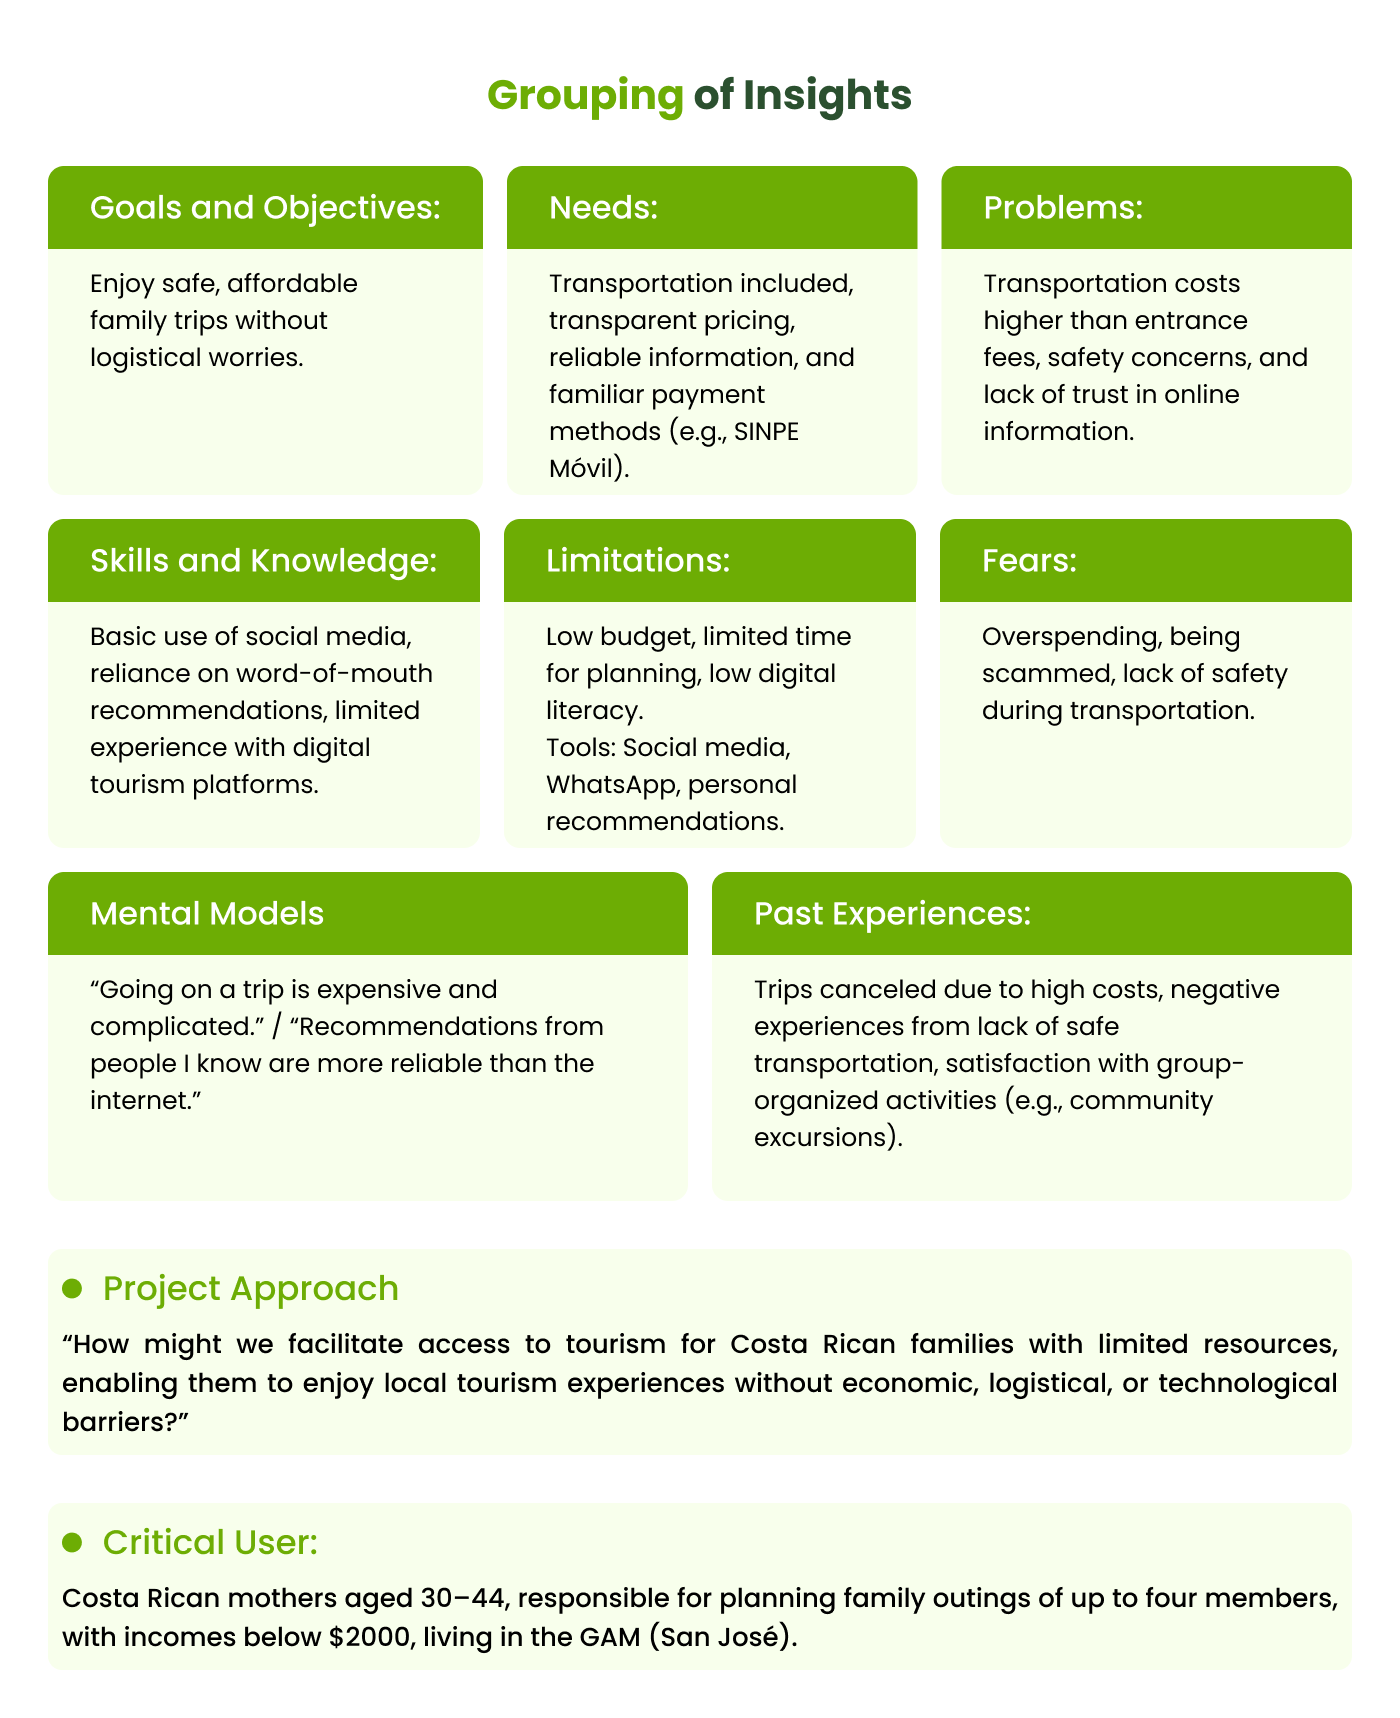 Grouping of Insights
Goals and Objectives:
Enjoy safe, affordable
family trips without
logistical worries.
Needs:
Transportation included,
transparent pricing,
reliable information, and
familiar payment
methods (e.g., SINPE
Móvil).
Problems:
Transportation costs
higher than entrance
fees, safety concerns, and
lack of trust in online
information.
Skills and Knowledge:
Basic use of social media,
reliance on word-of-mouth
recommendations, limited
experience with digital
tourism platforms.
Limitations:
Low budget, limited time
for planning, low digital
literacy.
Tools: Social media,
WhatsApp, personal
recommendations.
Fears:
Overspending, being
scammed, lack of safety
during transportation.
Mental Models
“Going on a trip is expensive and
complicated.” / “Recommendations from
people I know are more reliable than the
internet.”
Past Experiences:
Trips canceled due to high costs, negative
experiences from lack of safe
transportation, satisfaction with group-
organized activities (e.g., community
excursions).
Project Approach
“How might we facilitate access to tourism for Costa Rican families with limited resources,
enabling them to enjoy local tourism experiences without economic, logistical, or technological
barriers?”
Critical User:
Costa Rican mothers aged 30–44, responsible for planning family outings of up to four members,
with incomes below $2000, living in the GAM (San José).